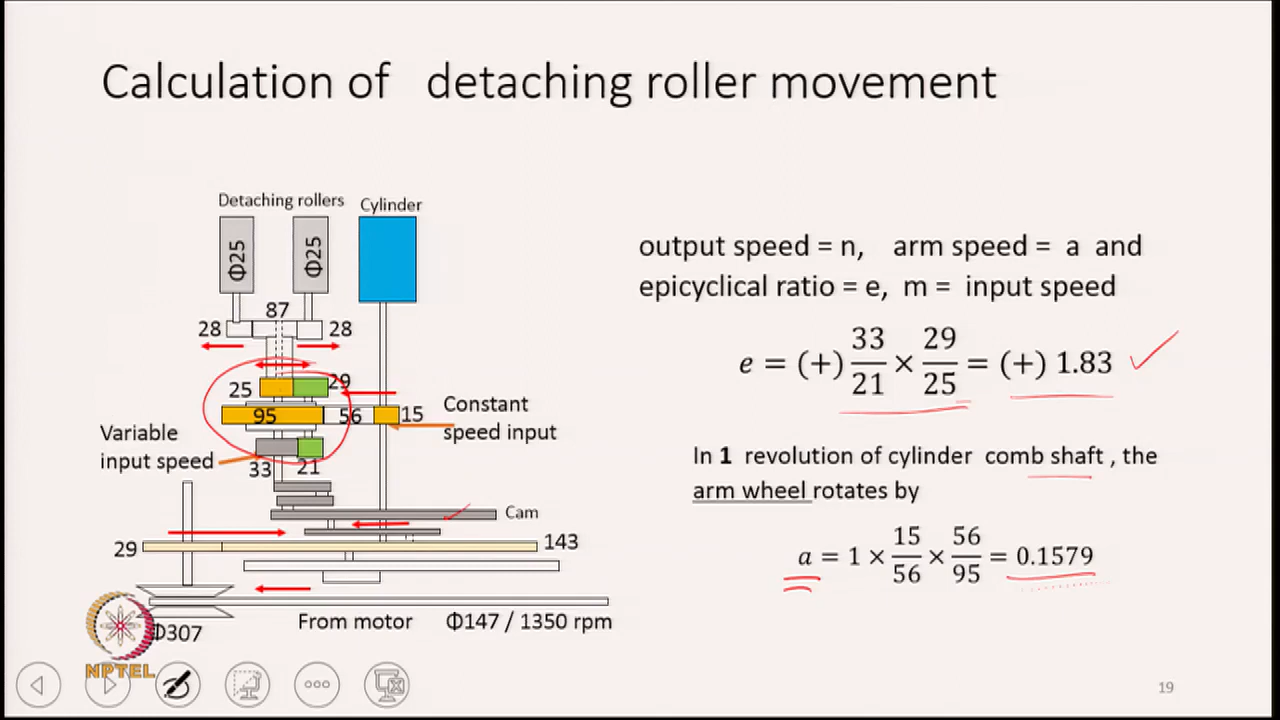 Calculation of detaching roller movement
Detaching rollers
Cylinder
Φ25
Φ25
87
28
28
25
29
95
56
15
Constant
speed input
Variable
input speed
33
21
Cam
29
143
From motor
Φ147 / 1350 rpm
Φ307
output speed = n, arm speed = a and
epicyclical ratio = e, m = input speed
e = (+) 33/21 × 29/25 = (+) 1.83
In 1 revolution of cylinder comb shaft , the
arm wheel rotates by
a = 1 × 15/56 × 56/95 = 0.1579
NPTEL
19